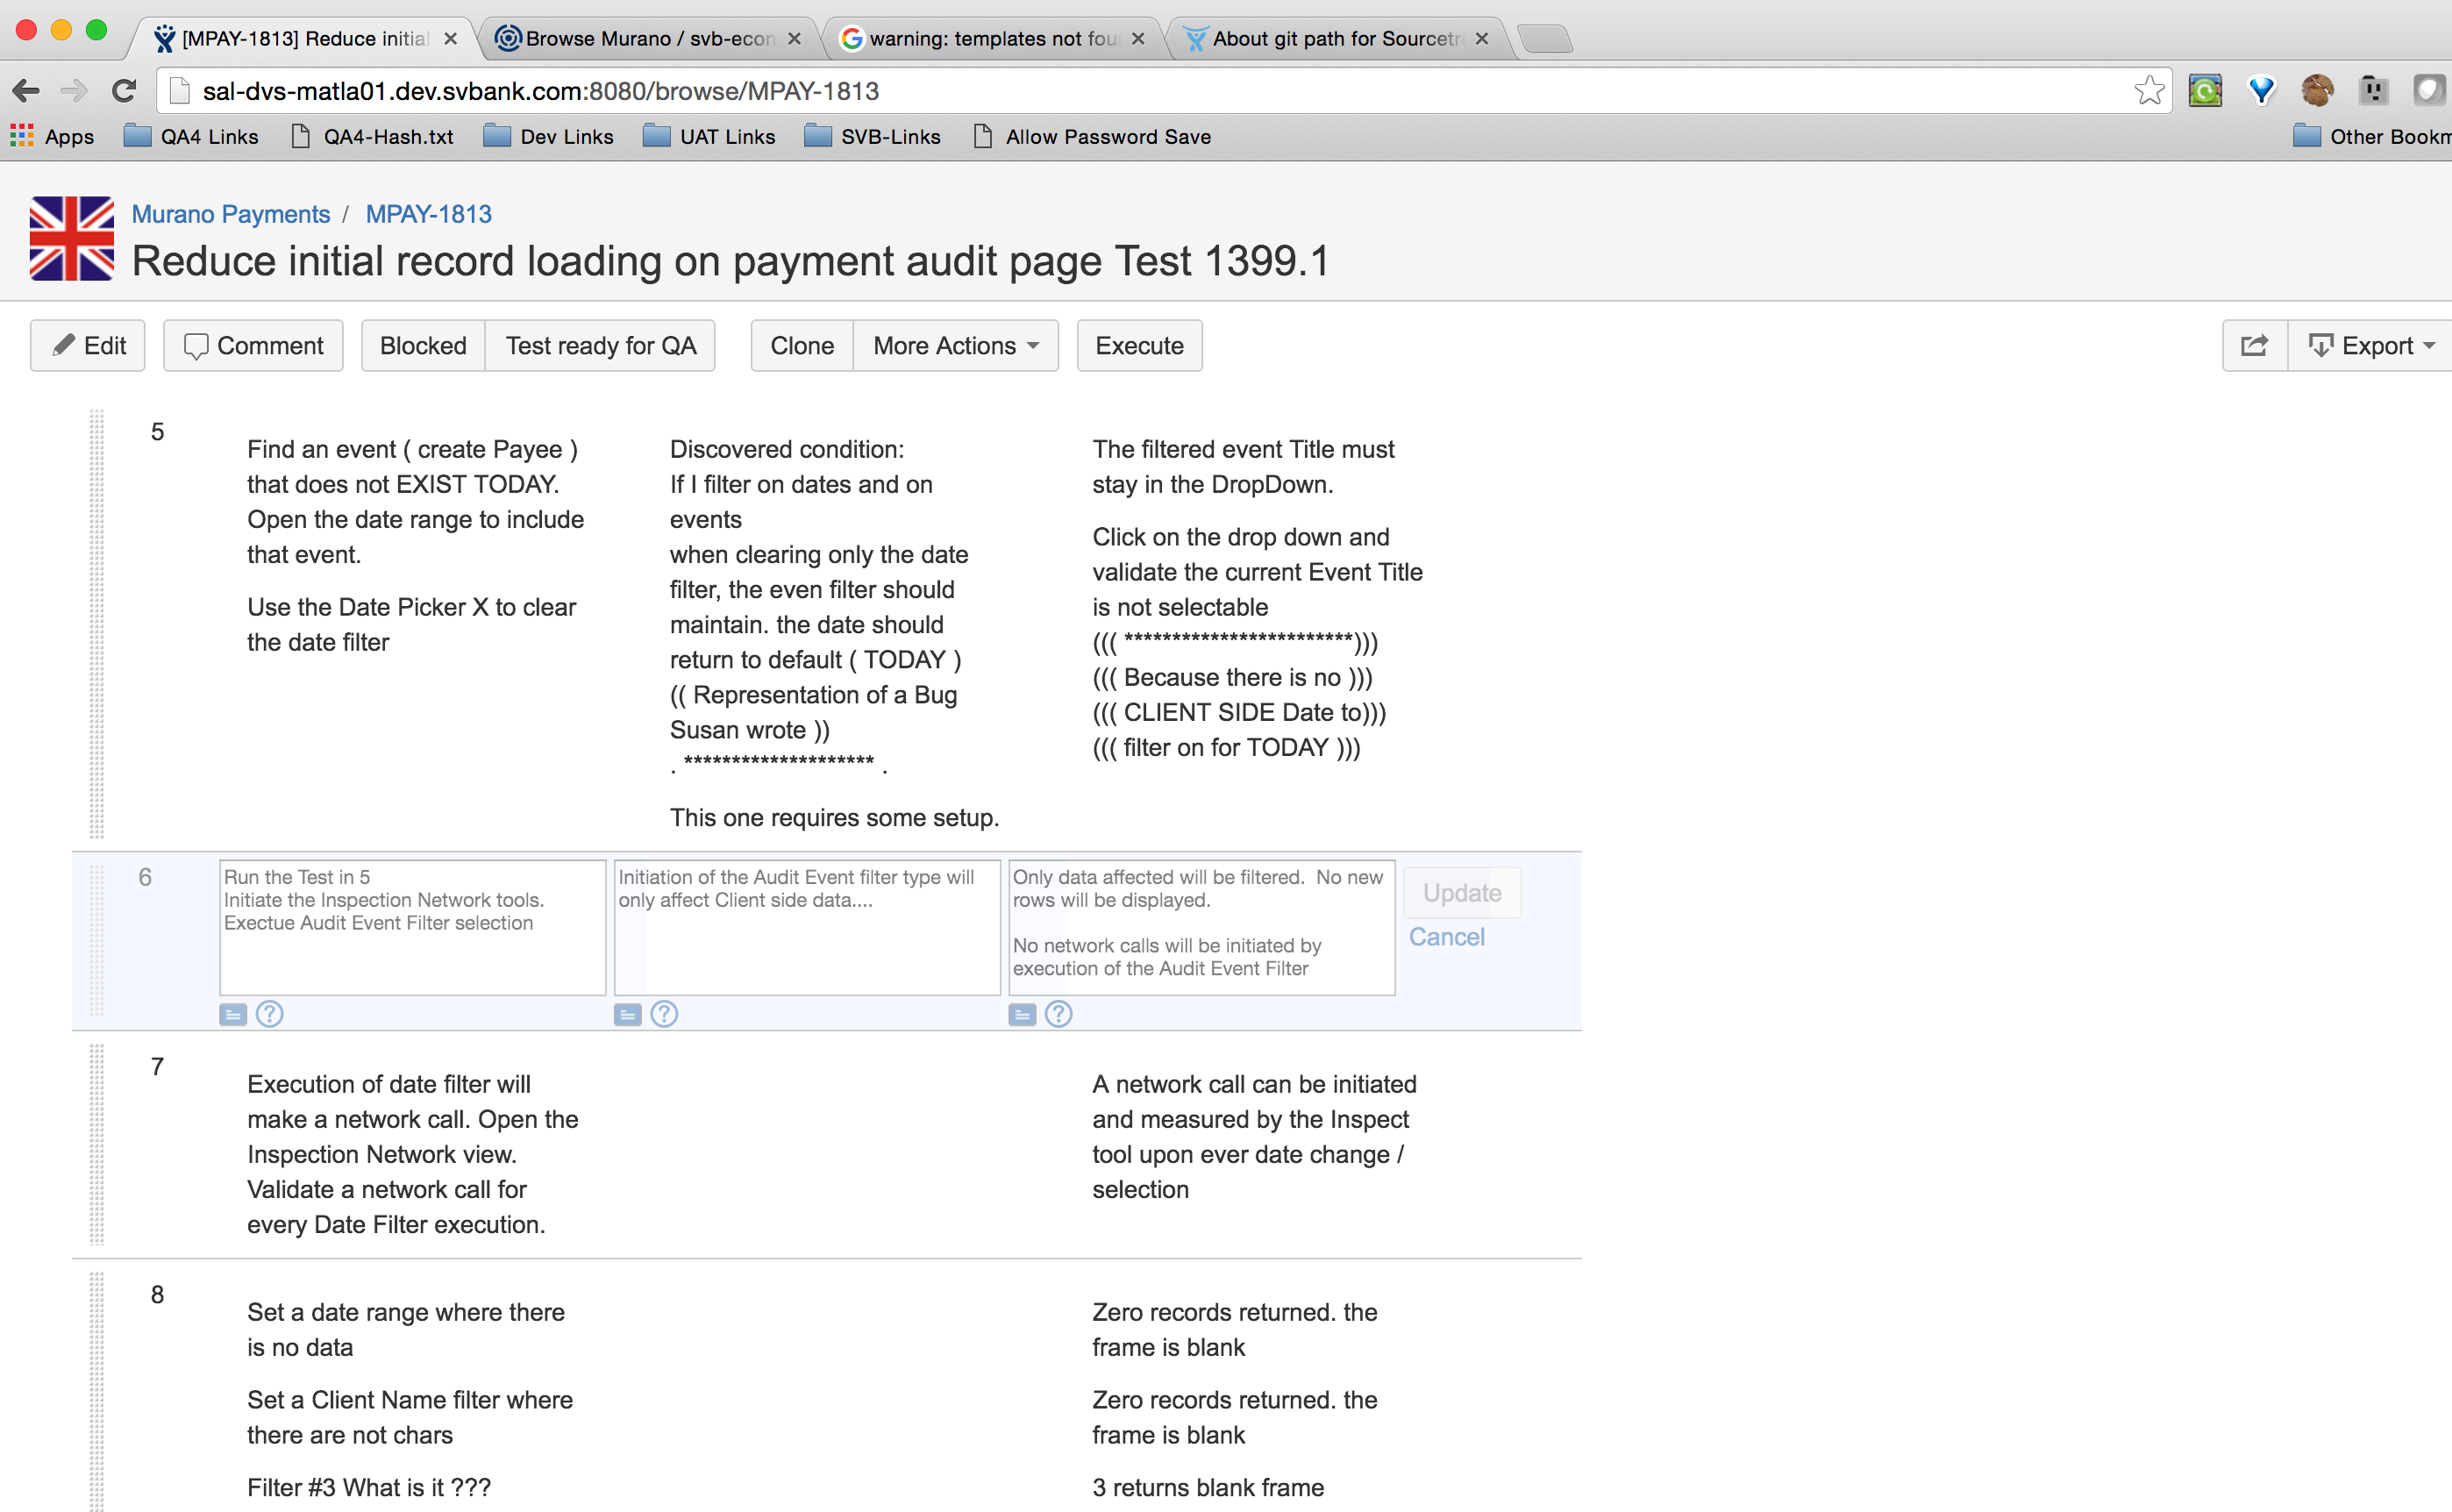 [MPAY-1813] Reduce initial
Browse Murano / svb-econ
warning: templates not fou
About git path for Sourcetr
sal-dvs-matla01.dev.svbank.com:8080/browse/MPAY-1813
Apps
QA4 Links
QA4-Hash.txt
Dev Links
UAT Links
SVB-Links
Allow Password Save
Other Bookm
Murano Payments / MPAY-1813
Reduce initial record loading on payment audit page Test 1399.1
Edit
Comment
Blocked
Test ready for QA
Clone
More Actions
Execute
Export
5
Find an event ( create Payee )
that does not EXIST TODAY.
Open the date range to include
that event.
Use the Date Picker X to clear
the date filter
Discovered condition:
If I filter on dates and on
events
when clearing only the date
filter, the even filter should
maintain. the date should
return to default ( TODAY )
(( Representation of a Bug
Susan wrote ))
. ******************** .
This one requires some setup.
The filtered event Title must
stay in the DropDown.
Click on the drop down and
validate the current Event Title
is not selectable
((( ************************)))
((( Because there is no )))
((( CLIENT SIDE Date to)))
((( filter on for TODAY )))
6
Run the Test in 5
Initiate the Inspection Network tools.
Exectue Audit Event Filter selection
Initiation of the Audit Event filter type will
only affect Client side data....
Only data affected will be filtered.  No new
rows will be displayed.
No network calls will be initiated by
execution of the Audit Event Filter
Update
Cancel
7
Execution of date filter will
make a network call. Open the
Inspection Network view.
Validate a network call for
every Date Filter execution.
A network call can be initiated
and measured by the Inspect
tool upon ever date change /
selection
8
Set a date range where there
is no data
Set a Client Name filter where
there are not chars
Filter #3 What is it ???
Zero records returned. the
frame is blank
Zero records returned. the
frame is blank
3 returns blank frame